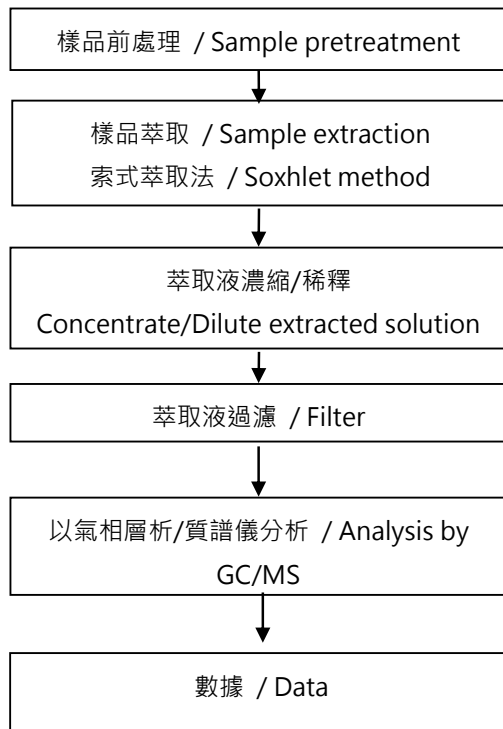 樣品前處理 / Sample pretreatment
樣品萃取 / Sample extraction
索式萃取法 / Soxhlet method
萃取液濃縮/稀釋
Concentrate/Dilute extracted solution
萃取液過濾 / Filter
以氣相層析/質譜儀分析 / Analysis by
GC/MS
數據 / Data